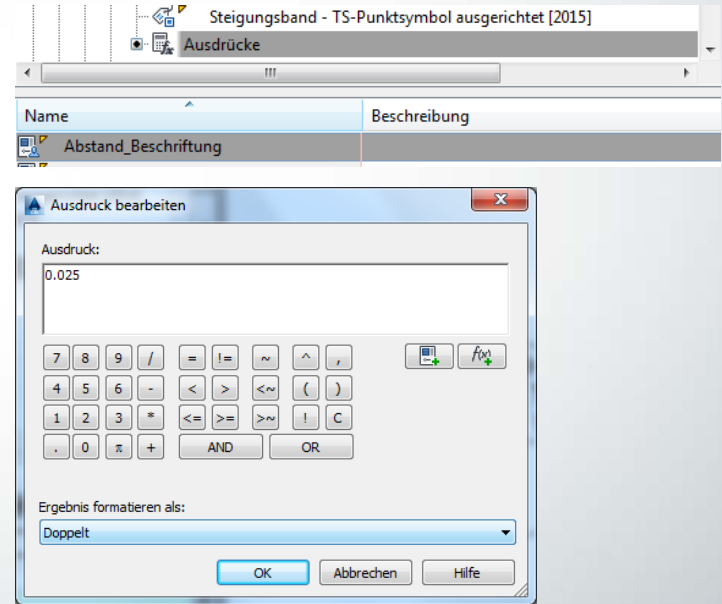 Steigungsband - TS-Punktsymbol ausgerichtet [2015]
Ausdrücke
Name Beschreibung
Abstand_Beschriftung
Ausdruck bearbeiten
Ausdruck:
0.025
7 8 9 / = != ~ ^ ,
f(x)
4 5 6 - < > <~ ( )
1 2 3 * <= >= >~ ! C
. 0 π + AND OR
Ergebnis formatieren als:
Doppelt
OK Abbrechen Hilfe